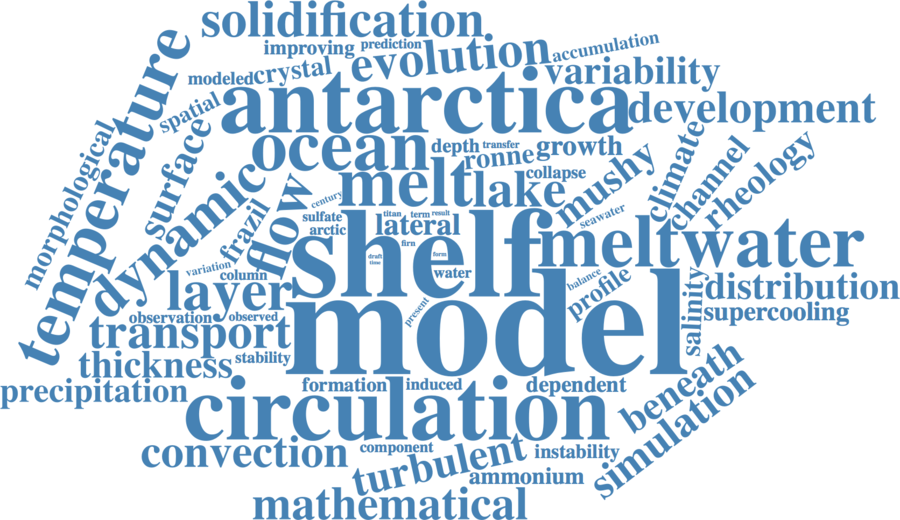 solidification
improving
prediction
evolution
accumulation
modeled
crystal
variability
temperature
spatial
antarctica
development
morphological
surface
ocean
depth
transfer
ronne
growth
climate
channel
rheology
dynamic
flow
melt
lake
collapse
mushy
century
sulfate
arctic
titan
term
result
lateral
seawater
frazil
shelf
firn
form
draft
time
water
meltwater
variation
column
layer
balance
profile
salinity
distribution
observation
observed
model
present
supercooling
transport
stability
thickness
precipitation
formation
induced
dependent
beneath
circulation
simulation
convection
component
turbulent
instability
ammonium
mathematical